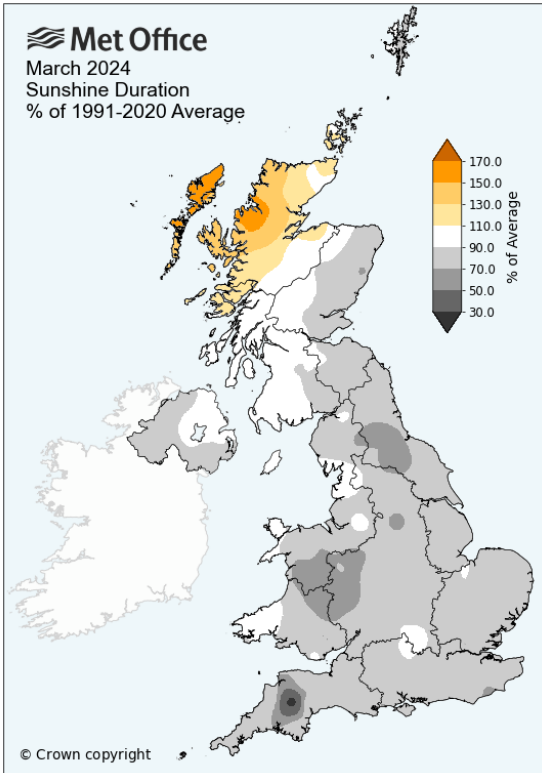 Met Office
March 2024
Sunshine Duration
% of 1991-2020 Average
170.0
150.0
130.0
110.0
90.0
70.0
50.0
30.0
% of Average
© Crown copyright